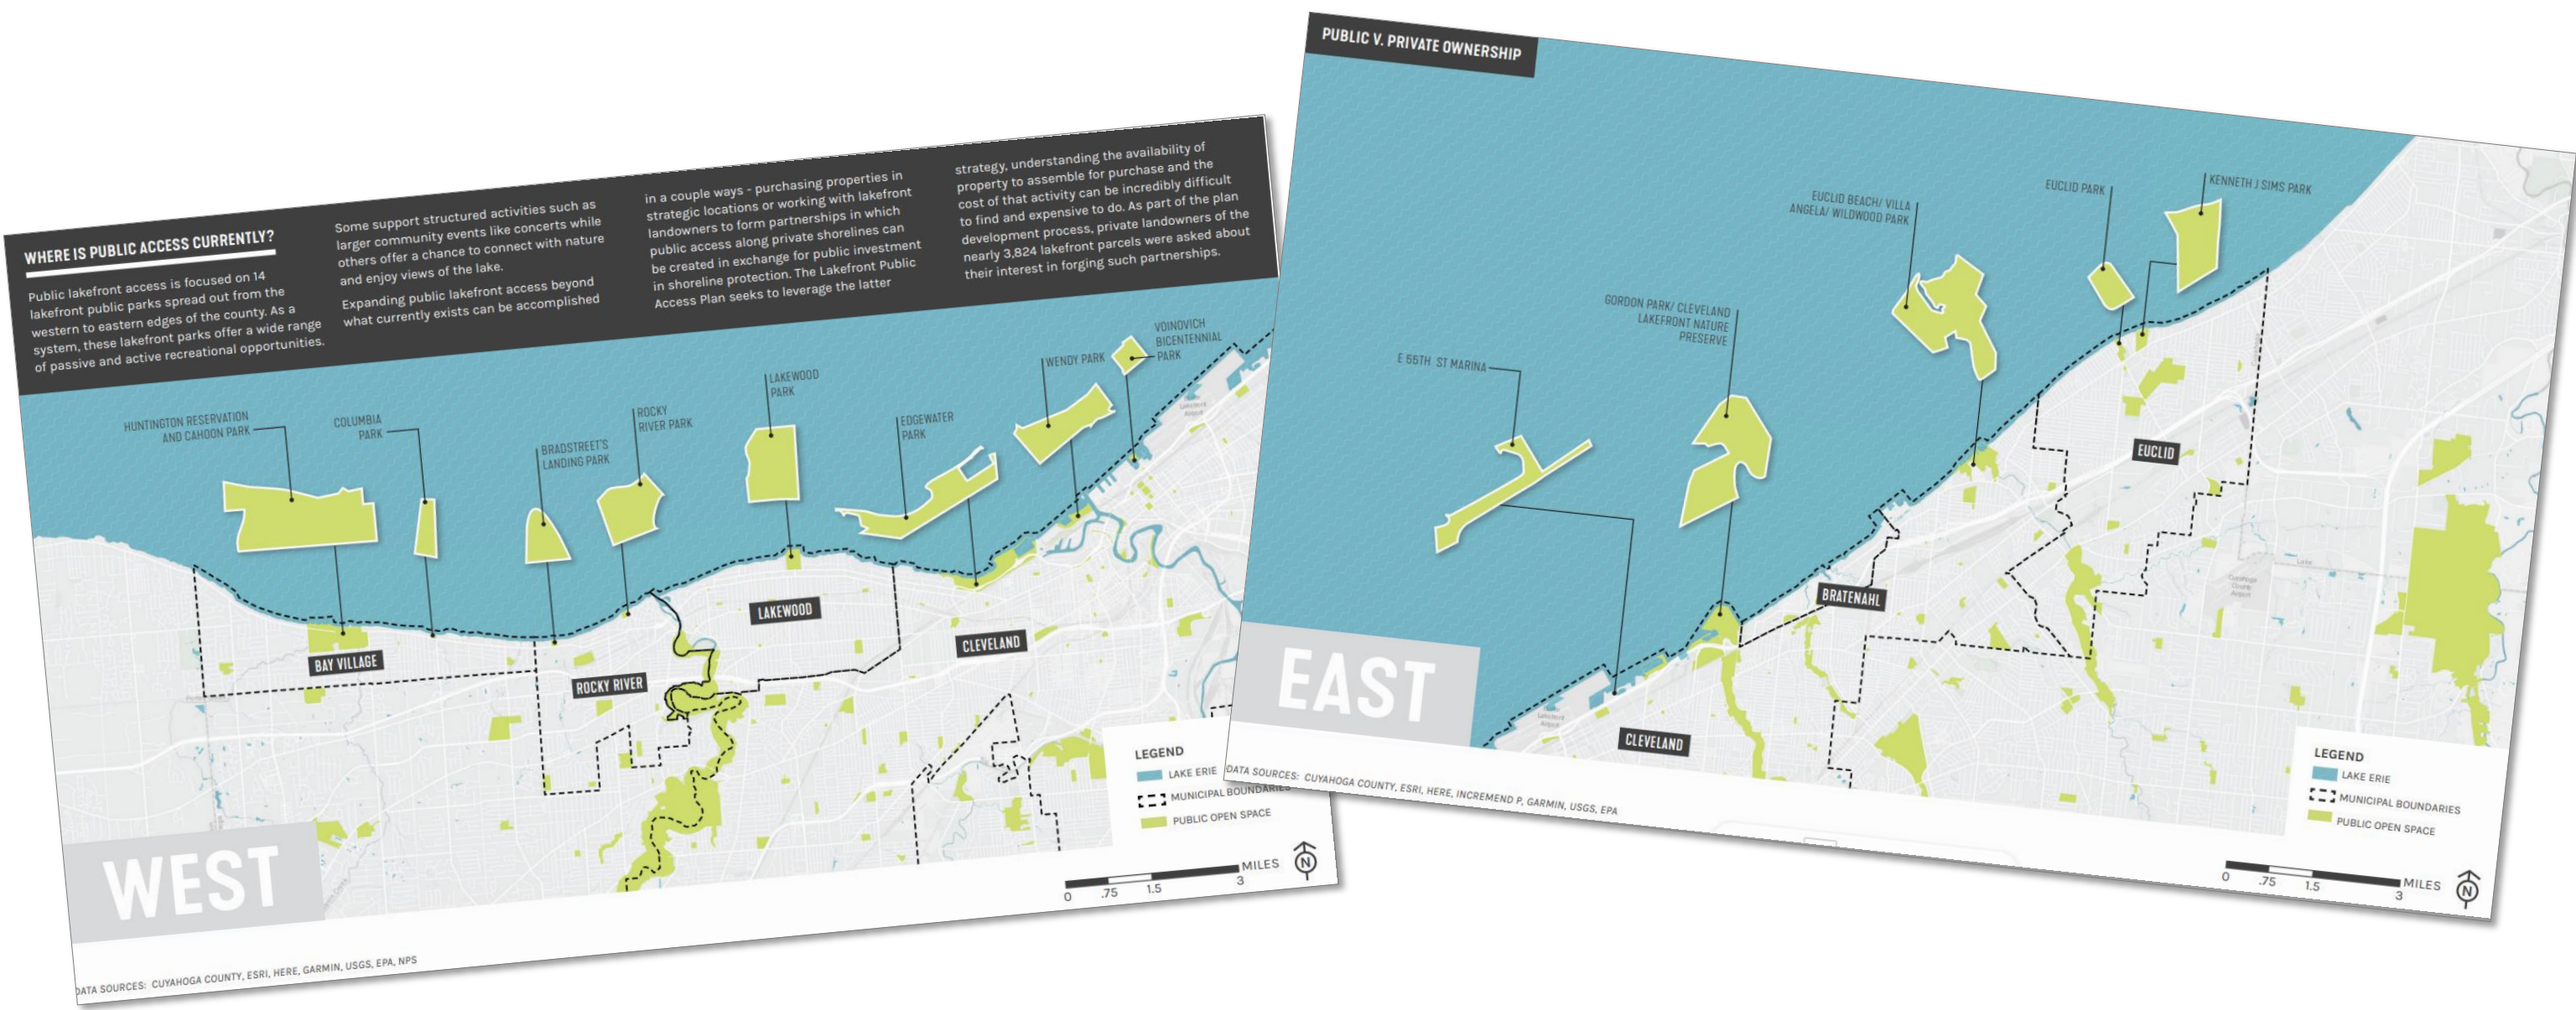 WHERE IS PUBLIC ACCESS CURRENTLY?
Public lakefront access is focused on 14
lakefront public parks spread out from the
western to eastern edges of the county. As a
system, these lakefront parks offer a wide range
of passive and active recreational opportunities.
Some support structured activities such as
larger community events like concerts while
others offer a chance to connect with nature
and enjoy views of the lake.
Expanding public lakefront access beyond
what currently exists can be accomplished
in a couple ways - purchasing properties in
strategic locations or working with lakefront
landowners to form partnerships in which
public access along private shorelines can
be created in exchange for public investment
in shoreline protection. The Lakefront Public
Access Plan seeks to leverage the latter
strategy, understanding the availability of
property to assemble for purchase and the
cost of that activity can be incredibly difficult
to find and expensive to do. As part of the plan
development process, private landowners of the
nearly 3,824 lakefront parcels were asked about
their interest in forging such partnerships.
HUNTINGTON RESERVATION
AND CAHOON PARK
COLUMBIA
PARK
BRADSTREET'S
LANDING PARK
ROCKY
RIVER PARK
LAKEWOOD
PARK
EDGEWATER
PARK
WENDY PARK
VOINOVICH
BICENTENNIAL
PARK
BAY VILLAGE
ROCKY RIVER
LAKEWOOD
CLEVELAND
Lakefront
Airport
WEST
LEGEND
LAKE ERIE
MUNICIPAL BOUNDARIES
PUBLIC OPEN SPACE
0 .75 1.5 3 MILES
N
DATA SOURCES: CUYAHOGA COUNTY, ESRI, HERE, GARMIN, USGS, EPA, NPS
PUBLIC V. PRIVATE OWNERSHIP
E 55TH ST MARINA
GORDON PARK/ CLEVELAND
LAKEFRONT NATURE
PRESERVE
EUCLID BEACH/ VILLA
ANGELA/ WILDWOOD PARK
EUCLID PARK
KENNETH J SIMS PARK
EUCLID
BRATENAHL
CLEVELAND
Lakefront
Airport
Cuyahoga
County
Airport
Lake
EAST
LEGEND
LAKE ERIE
MUNICIPAL BOUNDARIES
PUBLIC OPEN SPACE
0 .75 1.5 3 MILES
N
DATA SOURCES: CUYAHOGA COUNTY, ESRI, HERE, INCREMEND P, GARMIN, USGS, EPA